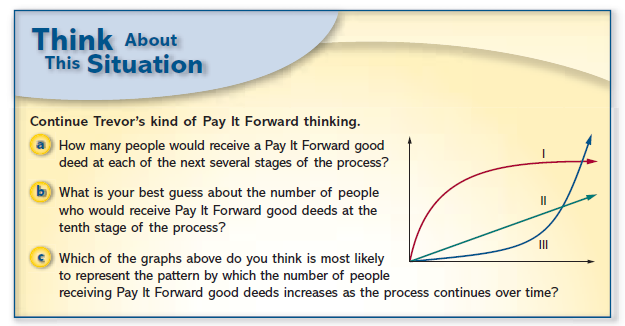 Think About
This Situation
Continue Trevor's kind of Pay It Forward thinking.
a How many people would receive a Pay It Forward good
deed at each of the next several stages of the process?
b What is your best guess about the number of people
who would receive Pay It Forward good deeds at the
tenth stage of the process?
c Which of the graphs above do you think is most likely
to represent the pattern by which the number of people
receiving Pay It Forward good deeds increases as the process continues over time?
I
II
III